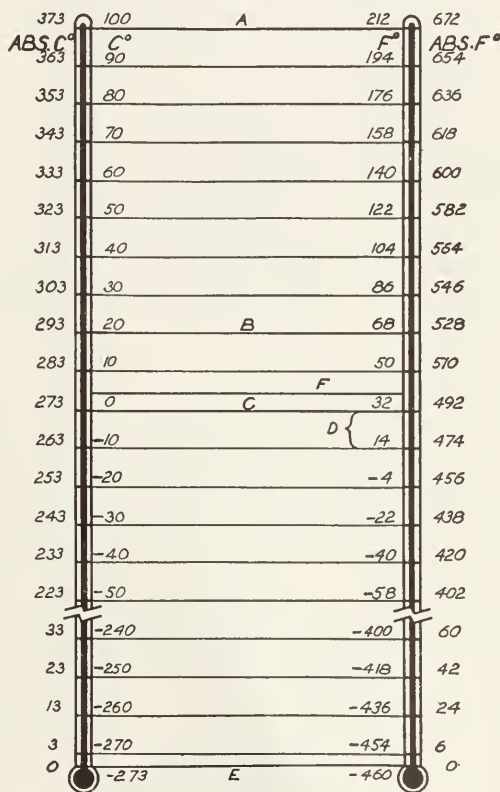 373 100 A 212 672
ABS.C° C° F° ABS.F°
363 90 194 654
353 80 176 636
343 70 158 618
333 60 140 600
323 50 122 582
313 40 104 564
303 30 86 546
293 20 B 68 528
283 10 50 510
F
273 0 C 32 492
D
263 -10 14 474
253 -20 -4 456
243 -30 -22 438
233 -40 -40 420
223 -50 -58 402
33 -240 -400 60
23 -250 -418 42
13 -260 -436 24
3 -270 -454 6
0 -273 E -460 0